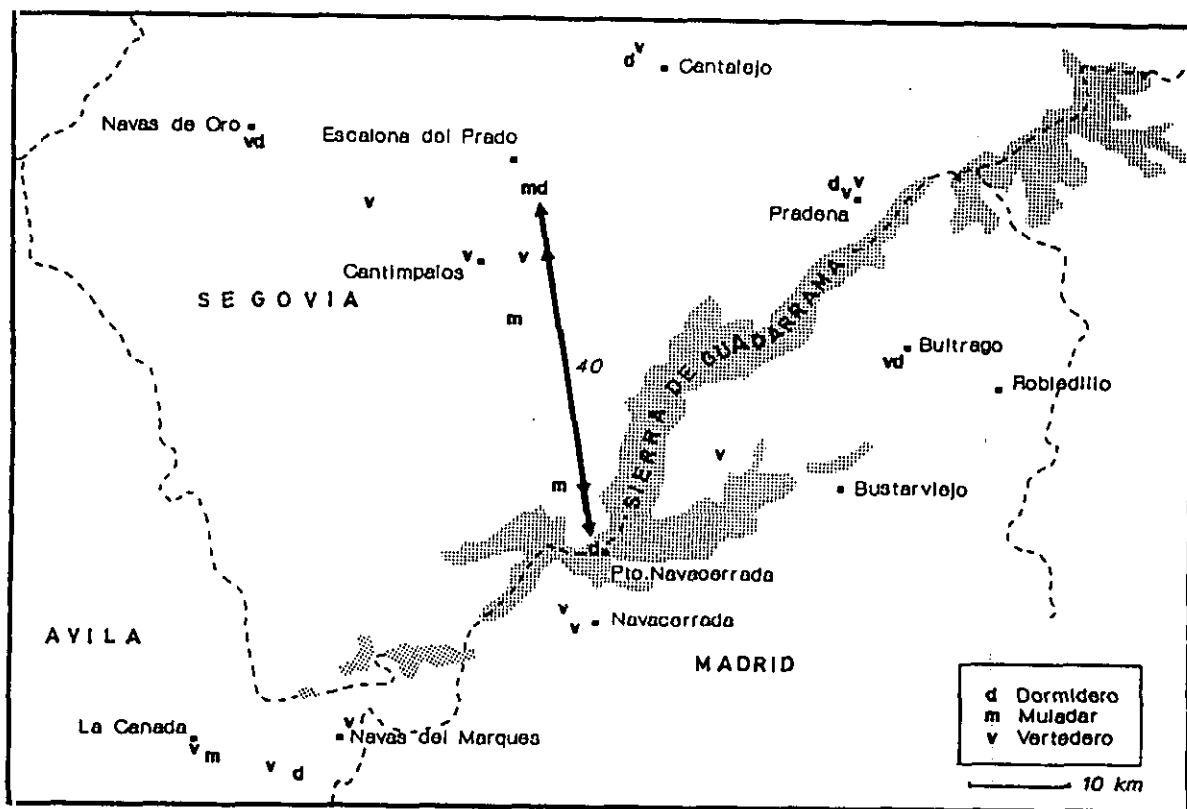 v
d
Cantalejo
Navas de Oro
vd
Escalona del Prado
md
v
d v
v
Pradena
v
Cantimpalos
v
SEGOVIA
m
40
SIERRA DE GUADARRAMA
Buitrago
vd
Robledillo
v
m
Bustarviejo
d
Pto. Navacerrada
v
v
Navacerrada
AVILA
MADRID
d Dormidero
m Muladar
v Vertedero
La Canada
v m
v
Navas del Marques
v d
10 km